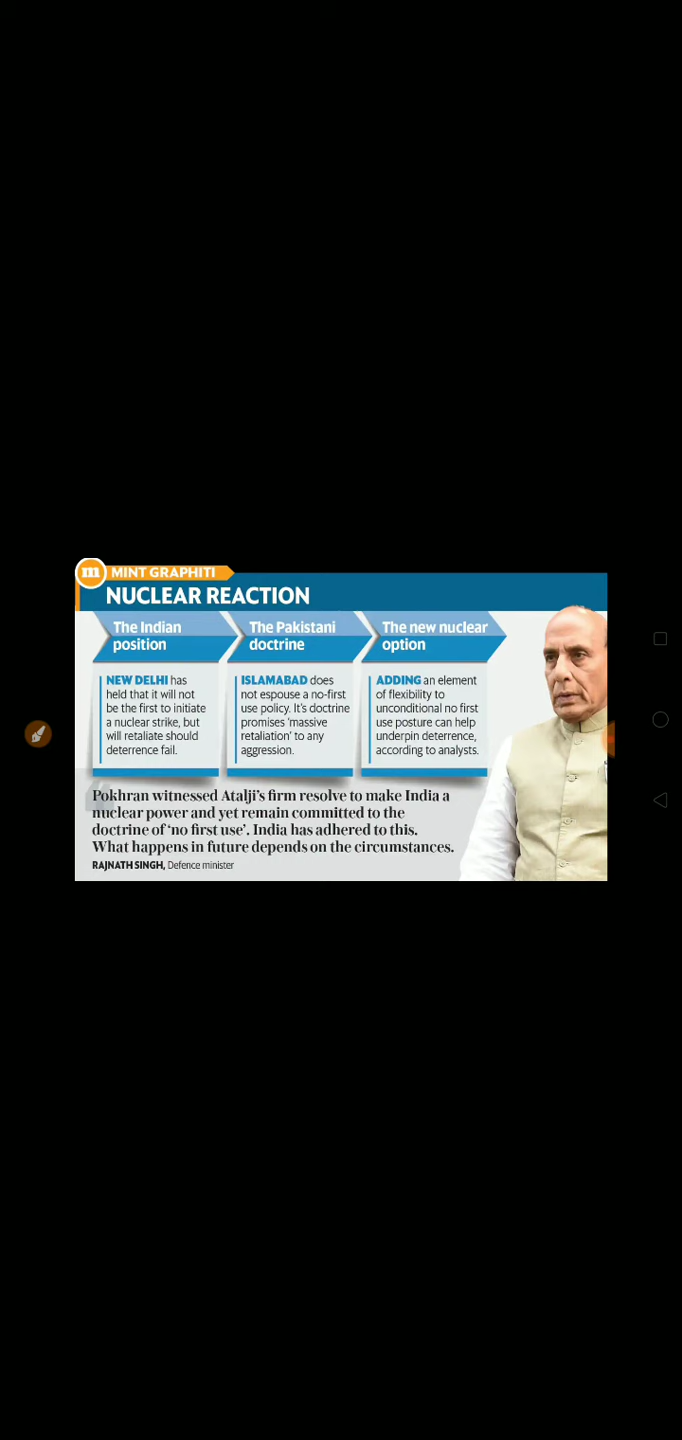 m MINT GRAPHITI
NUCLEAR REACTION
The Indian
position
NEW DELHI has
held that it will not
be the first to initiate
a nuclear strike, but
will retaliate should
deterrence fail.
The Pakistani
doctrine
ISLAMABAD does
not espouse a no-first
use policy. It's doctrine
promises 'massive
retaliation' to any
aggression.
The new nuclear
option
ADDING an element
of flexibility to
unconditional no first
use posture can help
underpin deterrence,
according to analysts.
Pokhran witnessed Atalji's firm resolve to make India a
nuclear power and yet remain committed to the
doctrine of 'no first use'. India has adhered to this.
What happens in future depends on the circumstances.
RAJNATH SINGH, Defence minister